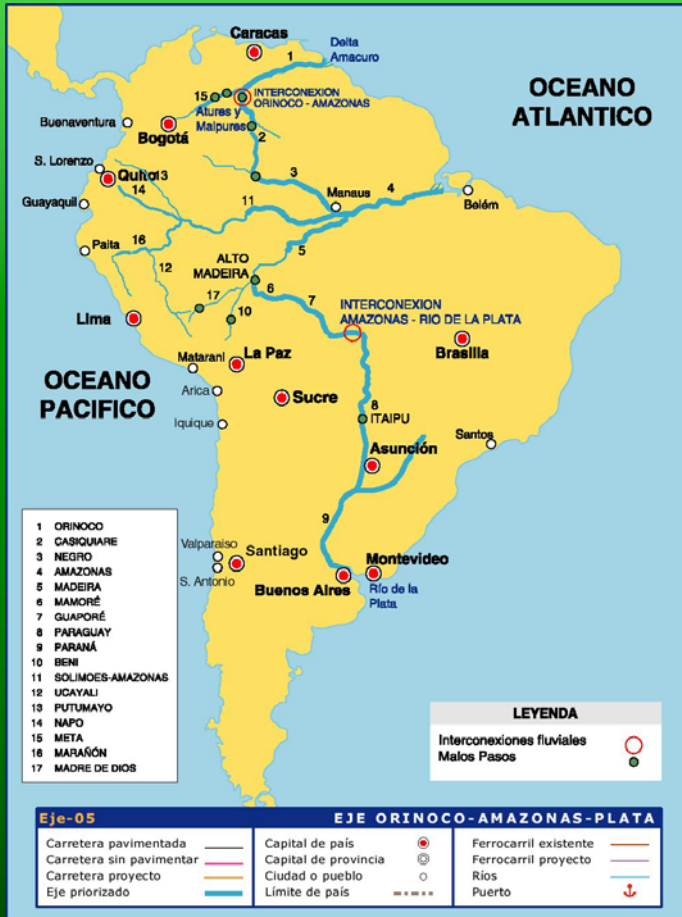 Caracas
1
Delta
Amacuro
OCEANO
ATLANTICO
15
INTERCONEXION
ORINOCO - AMAZONAS
Atures y
Maipures
Buenaventura
Bogotá
2
S. Lorenzo
Quito
13
14
3
Manaus
4
Belém
Guayaquil
11
Paita
16
12
ALTO
MADEIRA
5
6
7
17
10
INTERCONEXION
AMAZONAS - RIO DE LA PLATA
Lima
Brasilia
Matarani
La Paz
OCEANO
PACIFICO
Arica
Sucre
Iquique
8
ITAIPU
Santos
Asunción
9
Valparaiso
Santiago
S. Antonio
Buenos Aires
Montevideo
Río de la
Plata
1 ORINOCO
2 CASIQUIARE
3 NEGRO
4 AMAZONAS
5 MADEIRA
6 MAMORÉ
7 GUAPORÉ
8 PARAGUAY
9 PARANÁ
10 BENI
11 SOLIMOES-AMAZONAS
12 UCAYALI
13 PUTUMAYO
14 NAPO
15 META
16 MARAÑÓN
17 MADRE DE DIOS
LEYENDA
Interconexiones fluviales
Malos Pasos
Eje-05 EJE ORINOCO-AMAZONAS-PLATA
Carretera pavimentada
Carretera sin pavimentar
Carretera proyecto
Eje priorizado
Capital de país
Capital de provincia
Ciudad o pueblo
Límite de país
Ferrocarril existente
Ferrocarril proyecto
Ríos
Puerto